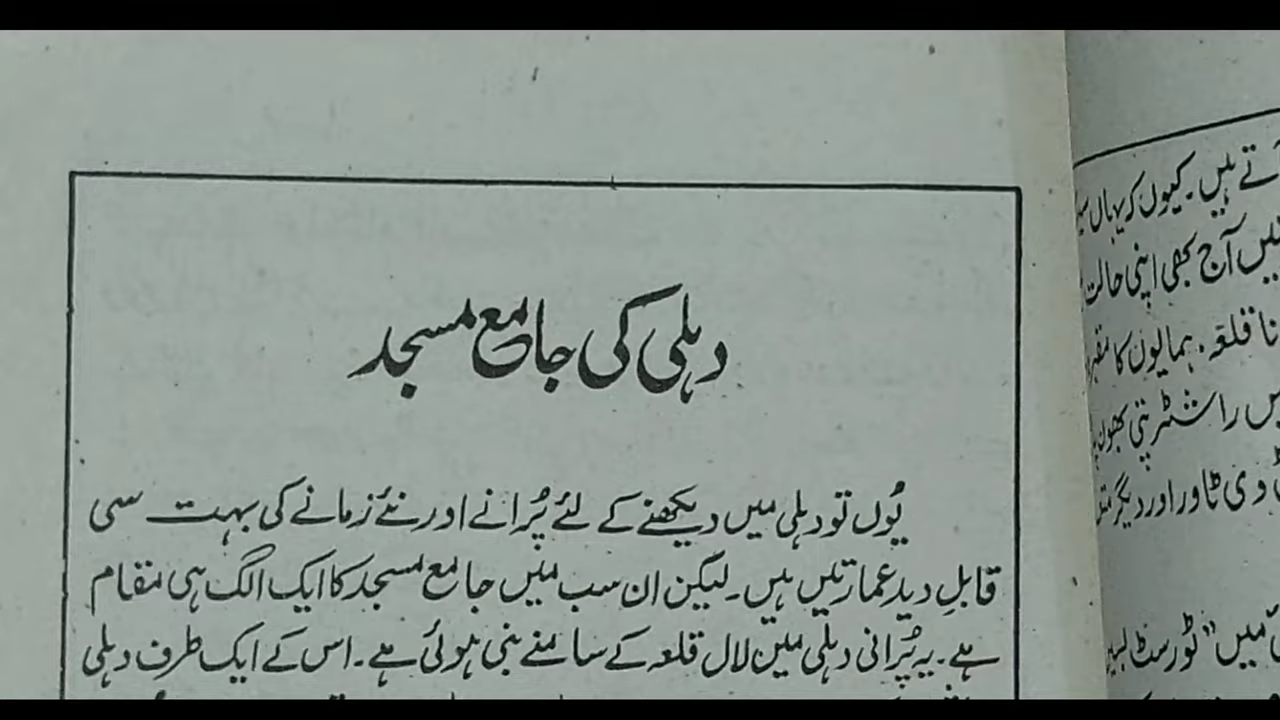 دہلی کی جامع مسجد
یُوں تو دہلی میں دیکھنے کے لئے پُرانے اور نئے زمانے کی بہت سی
قابلِ دید عمارتیں ہیں۔ لیکن ان سب میں جامع مسجد کا ایک الگ ہی مقام
ہے۔ یہ پُرانی دہلی میں لال قلعہ کے سامنے بنی ہوئی ہے۔ اس کے ایک طرف دہلی
تے ہیں۔ کیوں کہ یہاں
آج بھی اپنی حالت
نا قلعہ، ہمایوں کا
راشٹرپتی بھون
وی ٹاور اور دیگر
میں "ٹورسٹ